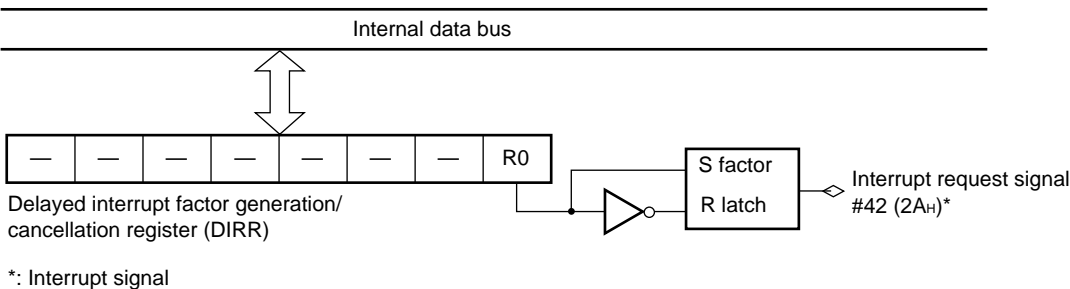 Internal data bus
— — — — — — — R0
S factor
R latch
Interrupt request signal
#42 (2AH)*
Delayed interrupt factor generation/
cancellation register (DIRR)
*: Interrupt signal